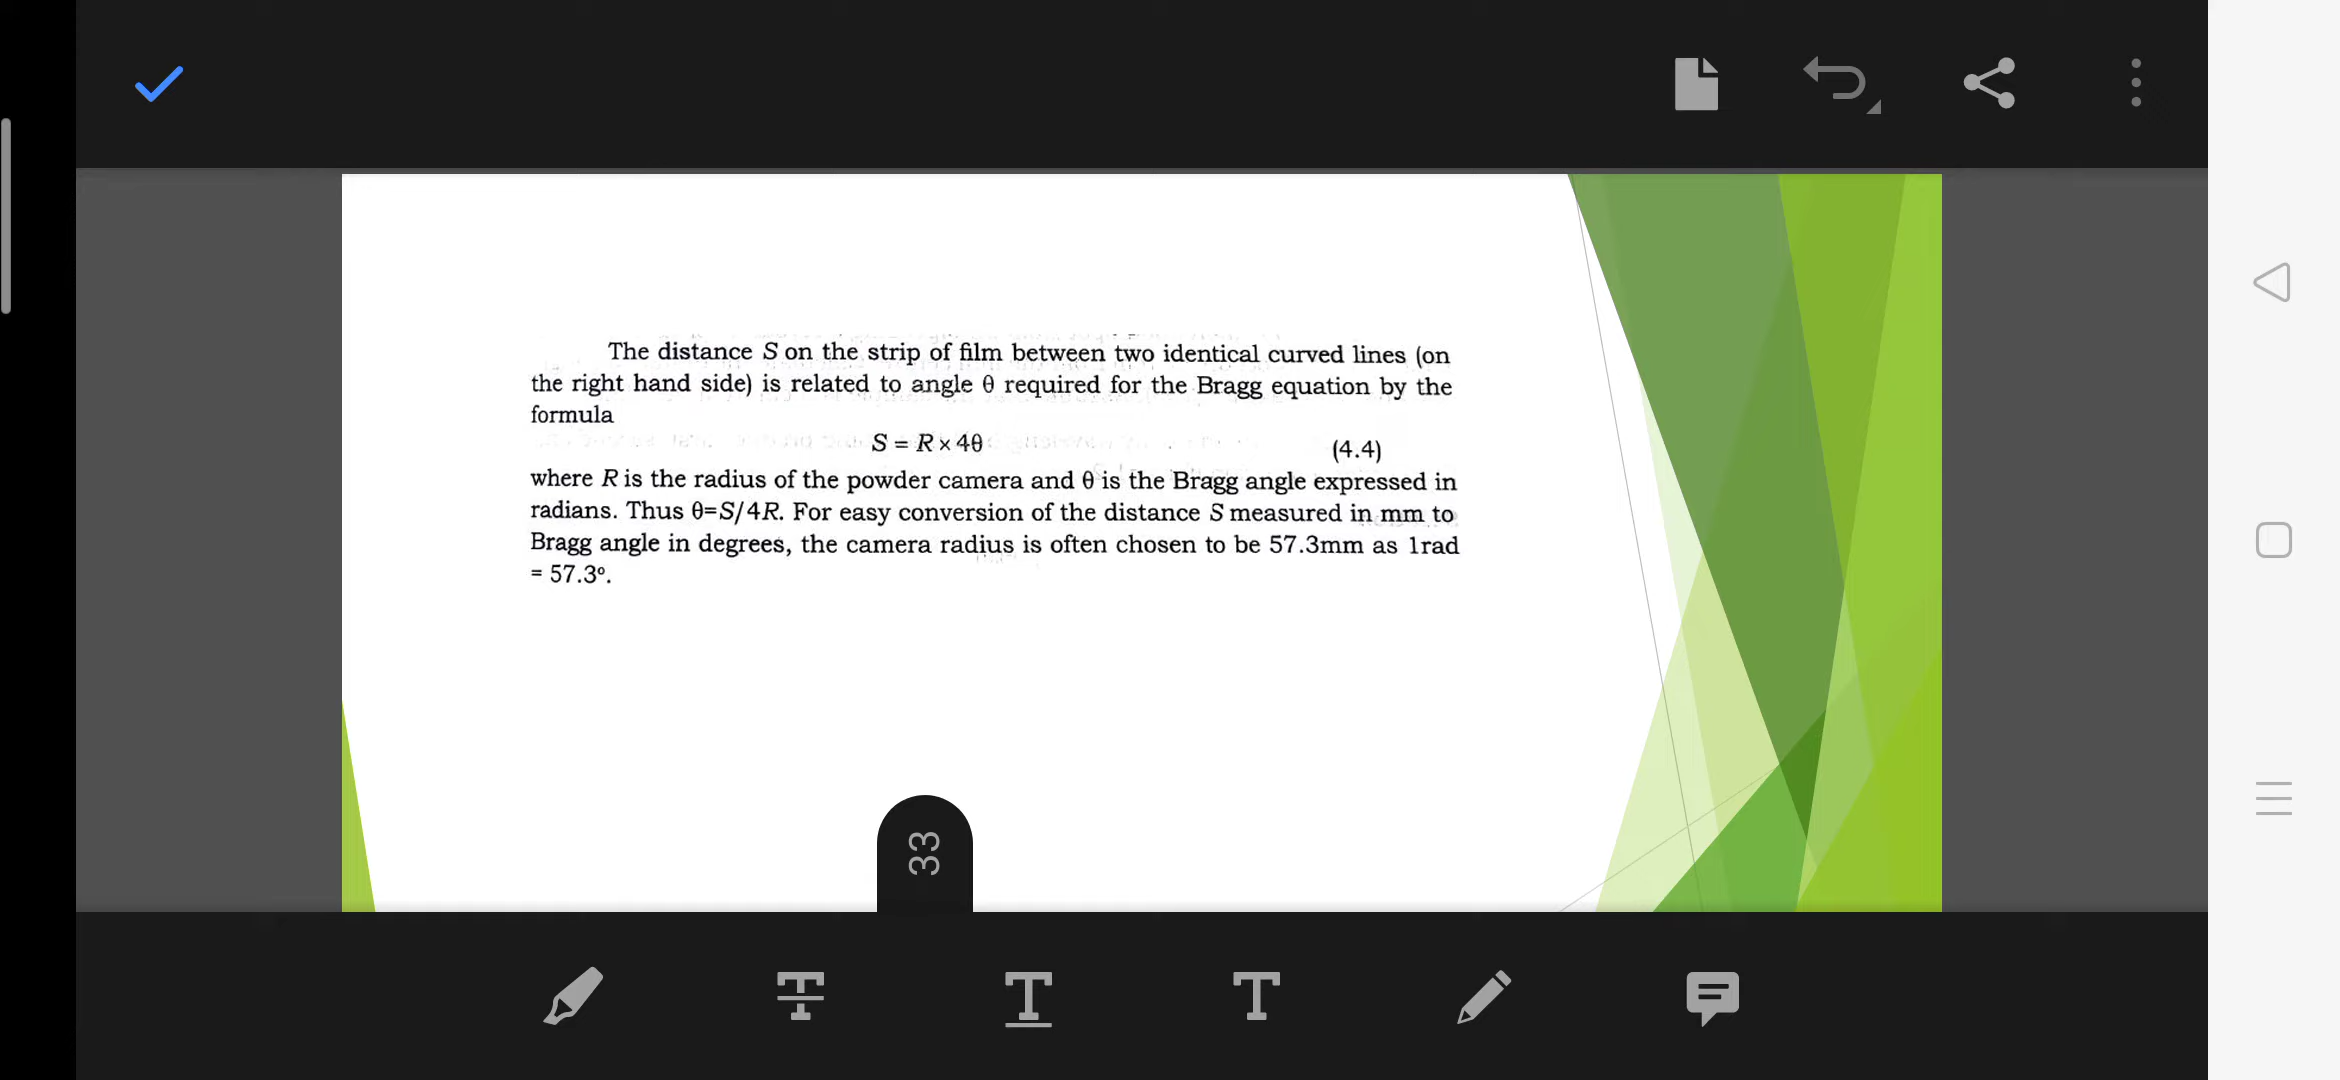 The distance S on the strip of film between two identical curved lines (on
the right hand side) is related to angle θ required for the Bragg equation by the
formula
S = R × 4θ (4.4)
where R is the radius of the powder camera and θ is the Bragg angle expressed in
radians. Thus θ=S/4R. For easy conversion of the distance S measured in mm to
Bragg angle in degrees, the camera radius is often chosen to be 57.3mm as 1rad
= 57.3º.
33